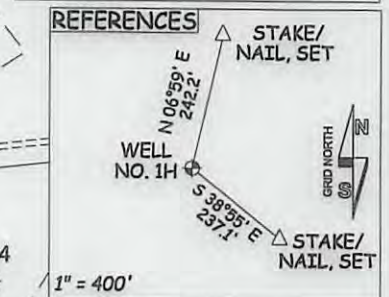 REFERENCES
STAKE/
NAIL, SET
N 06°59' E
242.2'
WELL
NO. 1H
GRID NORTH
N
S
S 38°55' E
237.1'
STAKE/
NAIL, SET
4
1" = 400'